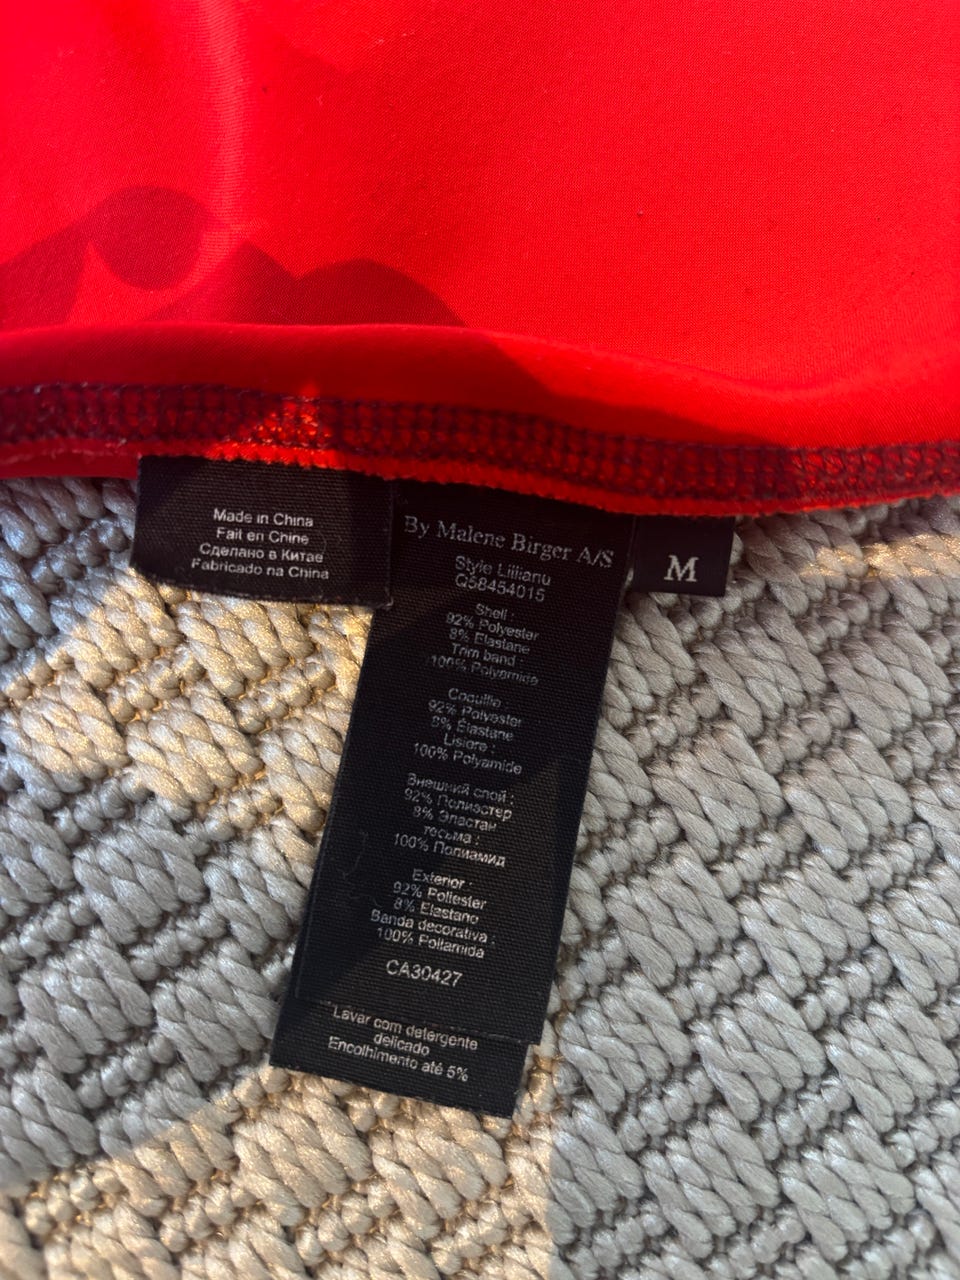 Made in China
Fait en Chine
Сделано в Китае
Fabricado na China
By Malene Birger A/S
Style Lillianu
Q58454015
Shell :
92% Polyester
8% Elastane
Trim band :
100% Polyamide
Coquille :
92% Polyester
8% Élastane
Lisière :
100% Polyamide
Внешний слой :
92% Полиэстер
8% Эластан
тесьма :
100% Полиамид
Exterior :
92% Poliester
8% Elastano
Banda decorativa :
100% Poliamida
CA30427
Lavar com detergente
delicado
Encolhimento até 5%
M